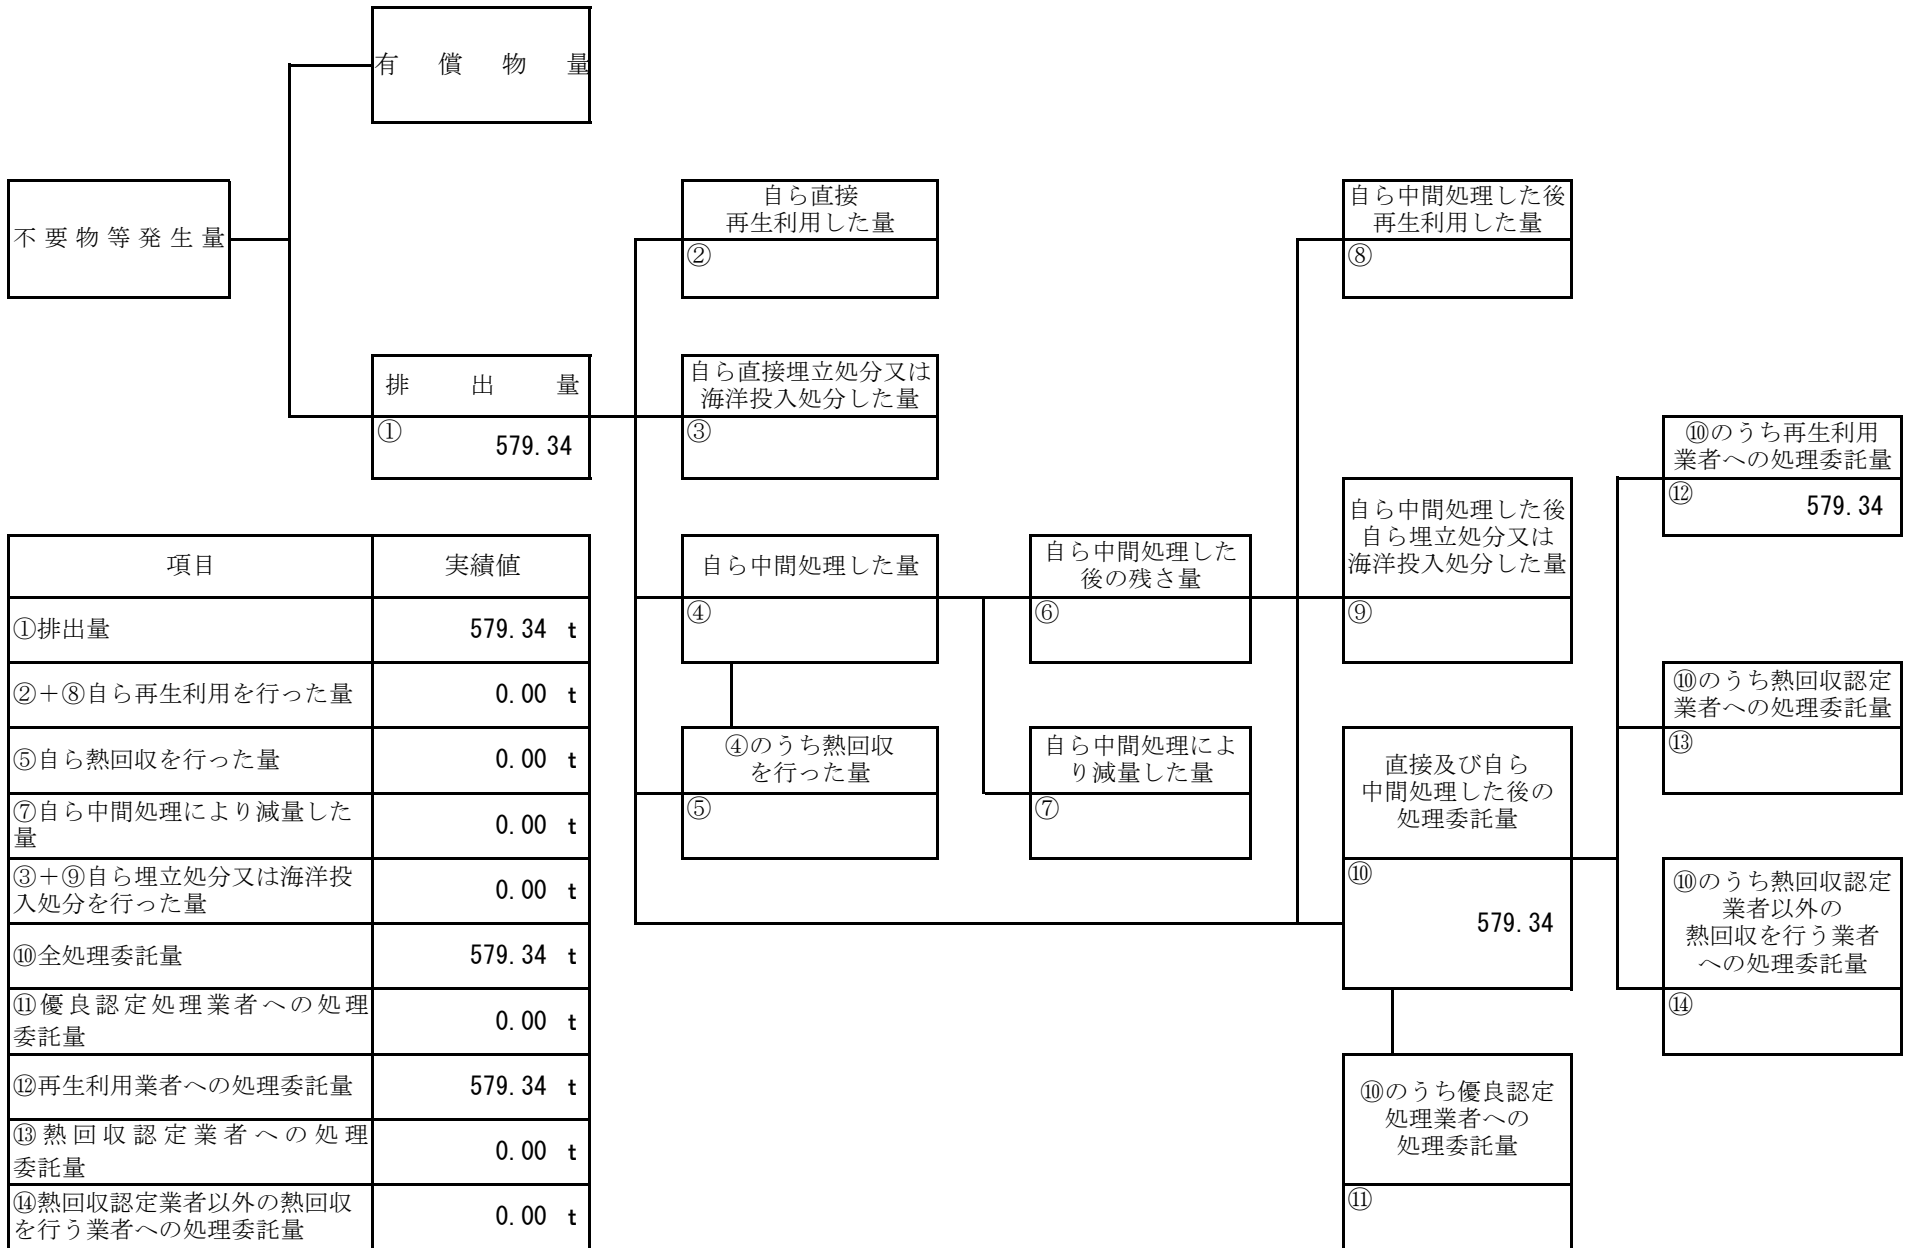 有償物量
不要物等発生量
排出量
①
579.34
自ら直接
再生利用した量
②
自ら直接埋立処分又は
海洋投入処分した量
③
自ら中間処理した量
④
④のうち熱回収
を行った量
⑤
自ら中間処理した
後の残さ量
⑥
自ら中間処理によ
り減量した量
⑦
自ら中間処理した後
再生利用した量
⑧
自ら中間処理した後
自ら埋立処分又は
海洋投入処分した量
⑨
直接及び自ら
中間処理した後の
処理委託量
⑩
579.34
⑩のうち優良認定
処理業者への
処理委託量
⑪
⑩のうち再生利用
業者への処理委託量
⑫
579.34
⑩のうち熱回収認定
業者への処理委託量
⑬
⑩のうち熱回収認定
業者以外の
熱回収を行う業者
への処理委託量
⑭
項目 実績値
①排出量 579.34 t
②+⑧自ら再生利用を行った量 0.00 t
⑤自ら熱回収を行った量 0.00 t
⑦自ら中間処理により減量した
量 0.00 t
③+⑨自ら埋立処分又は海洋投
入処分を行った量 0.00 t
⑩全処理委託量 579.34 t
⑪優良認定処理業者への処理
委託量 0.00 t
⑫再生利用業者への処理委託量 579.34 t
⑬熱回収認定業者への処理
委託量 0.00 t
⑭熱回収認定業者以外の熱回収
を行う業者への処理委託量 0.00 t